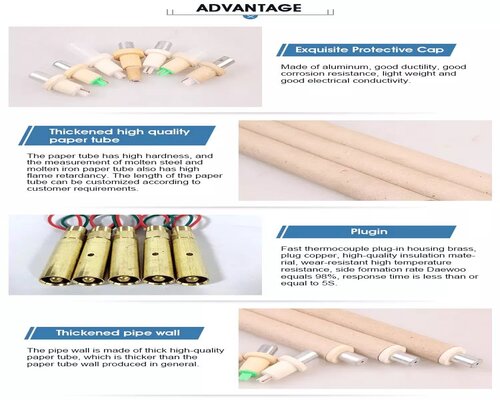 ADVANTAGE
Exquisite Protective Cap
Made of aluminum, good ductility, good
corrosion resistance, light weight and
good electrical conductivity.
Thickened high quality
paper tube
The paper tube has high hardness, and
the measurement of molten steel and
molten iron paper tube also has high
flame retardancy. The length of the paper
tube can be customized according to
customer requirements.
Plugin
Fast thermocouple plug-in housing brass,
plug copper, high-quality insulation mate-
rial, wear-resistant high temperature
resistance, side formation rate Daewoo
equals 98%, response time is less than or
equal to 5S.
Thickened pipe wall
The pipe wall is made of thick high-quality
paper tube, which is thicker than the
paper tube wall produced in general.